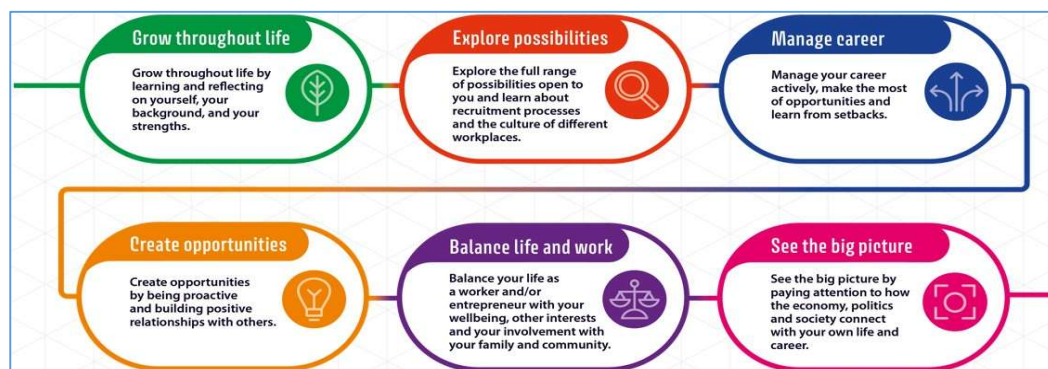 Grow throughout life
Grow throughout life by
learning and reflecting
on yourself, your
background, and your
strengths.
Explore possibilities
Explore the full range
of possibilities open to
you and learn about
recruitment processes
and the culture of different
workplaces.
Manage career
Manage your career
actively, make the most
of opportunities and
learn from setbacks.
Create opportunities
Create opportunities
by being proactive
and building positive
relationships with others.
Balance life and work
Balance your life as
a worker and/or
entrepreneur with your
wellbeing, other interests
and your involvement with
your family and community.
See the big picture
See the big picture by
paying attention to how
the economy, politics
and society connect
with your own life and
career.